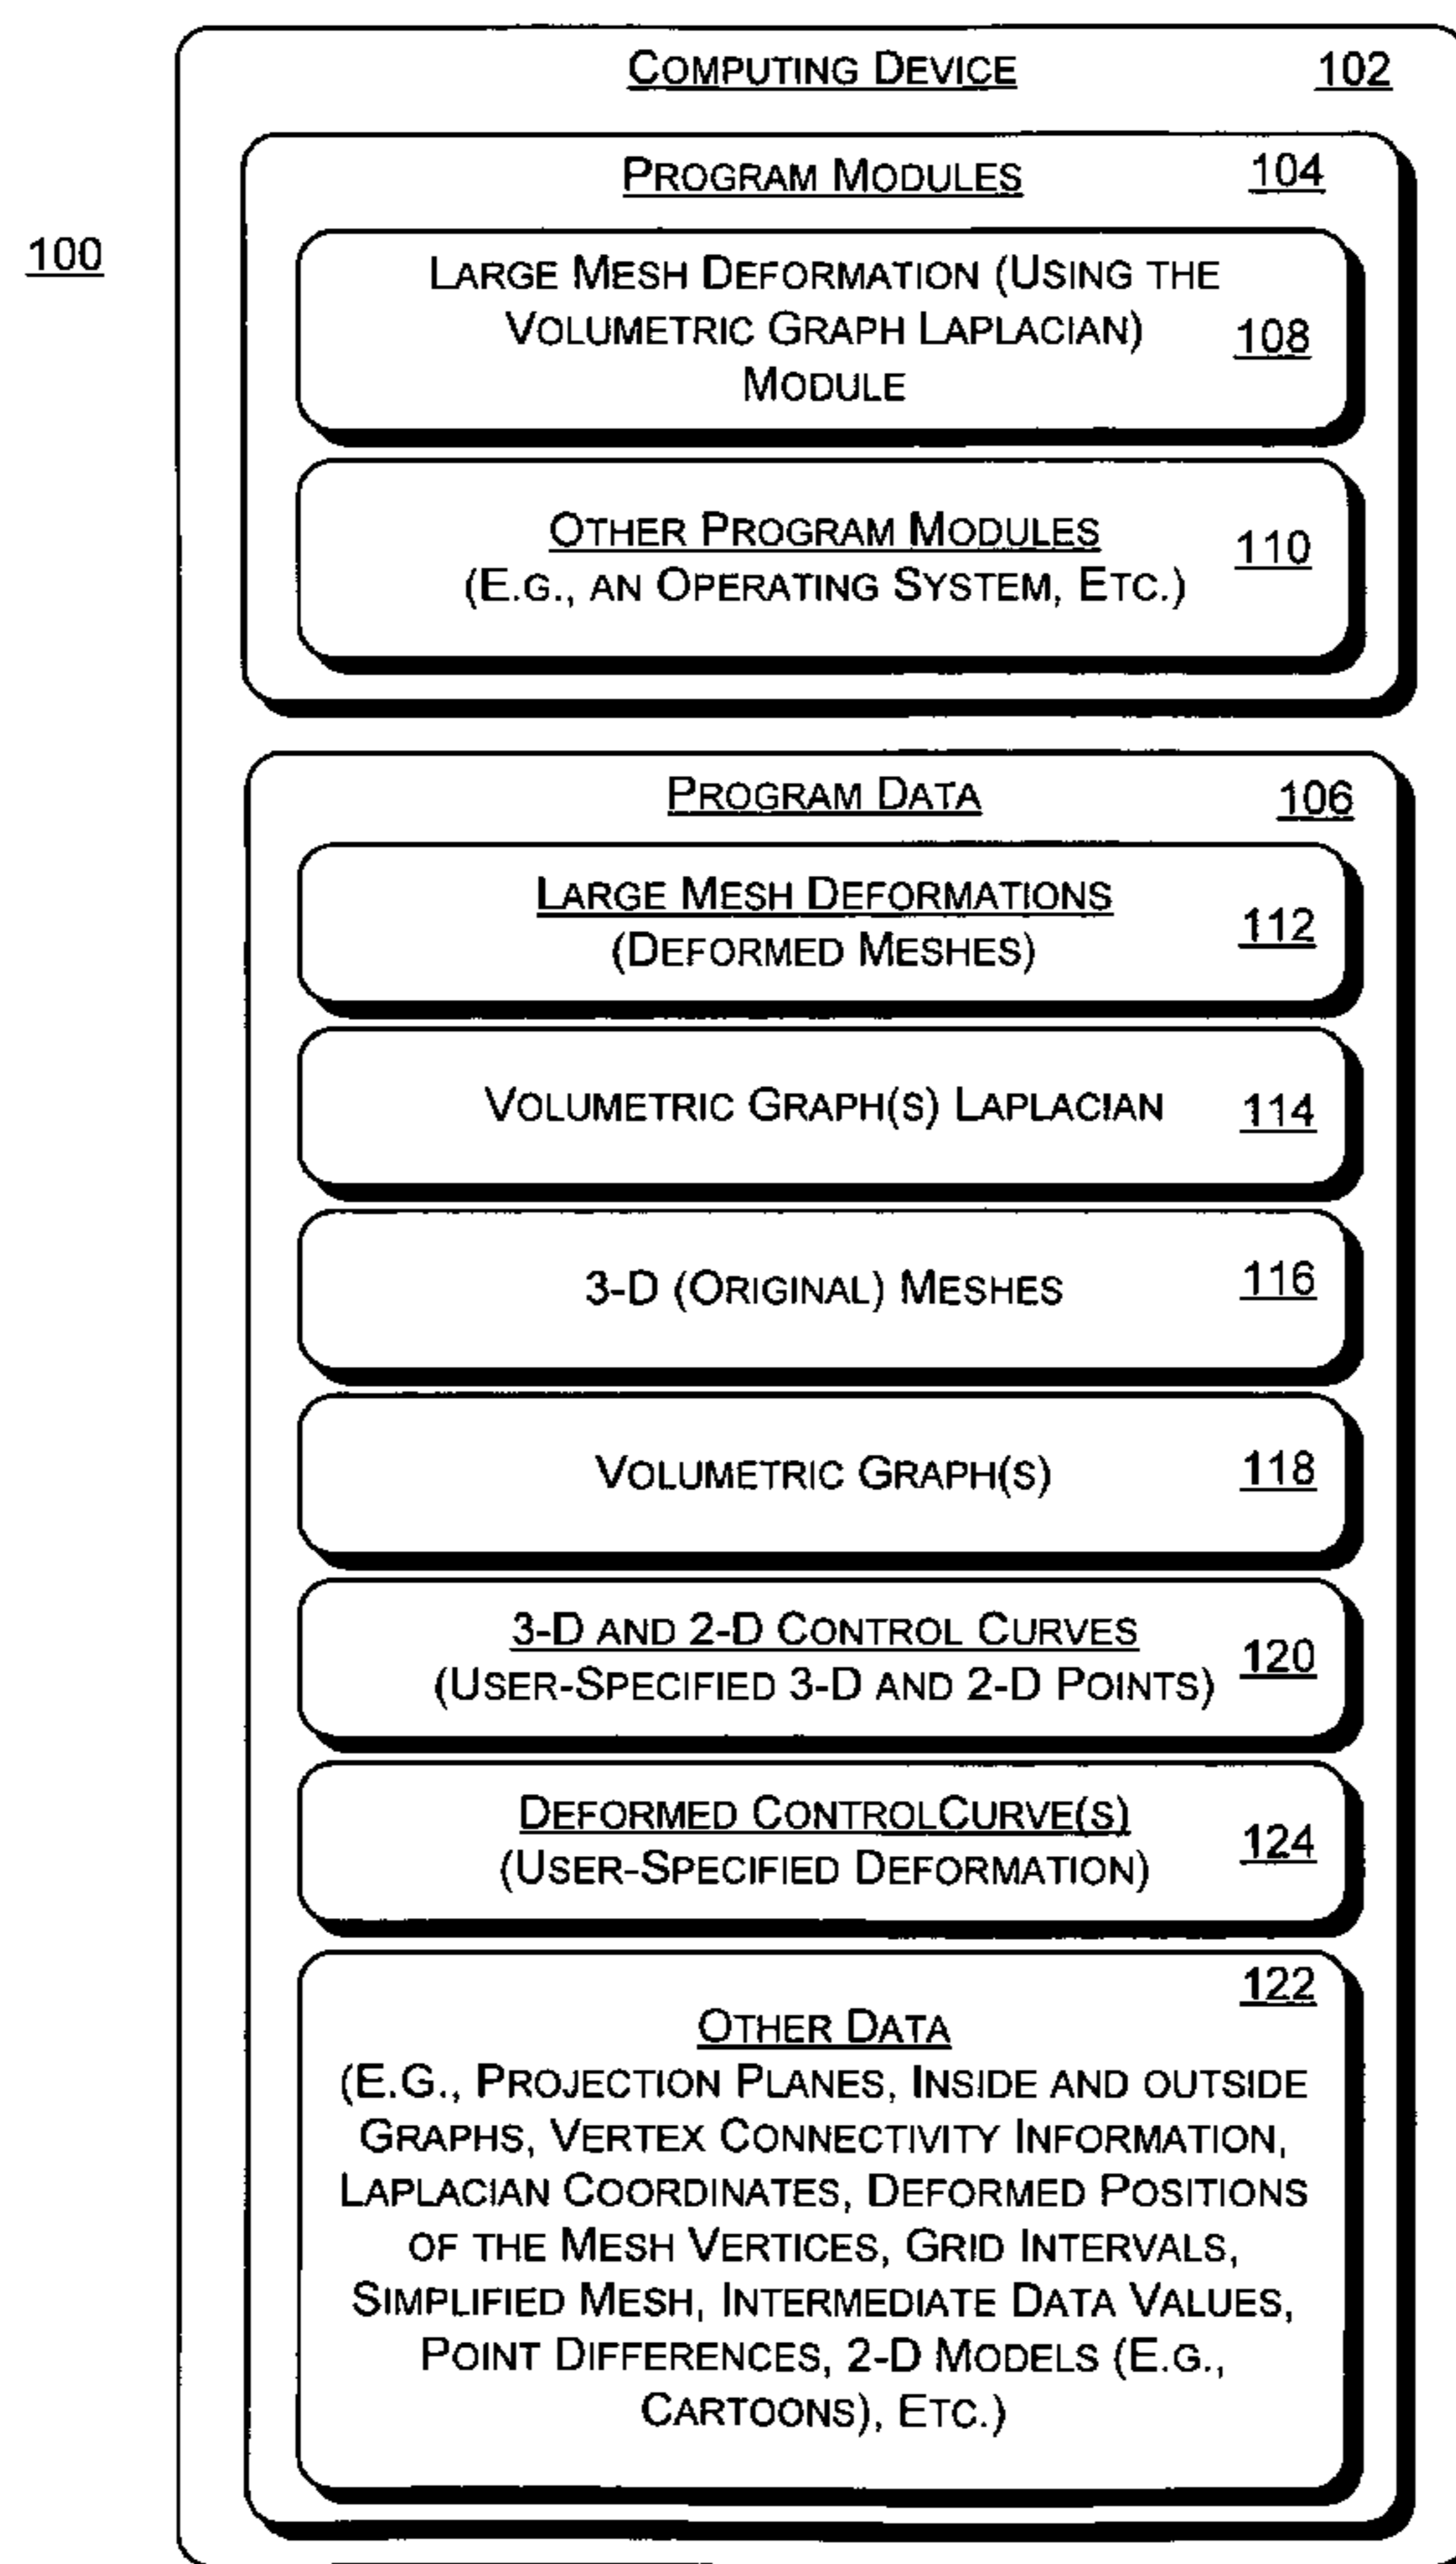 COMPUTING DEVICE 102
PROGRAM MODULES 104
100
LARGE MESH DEFORMATION (USING THE
VOLUMETRIC GRAPH LAPLACIAN) 108
MODULE
OTHER PROGRAM MODULES 110
(E.G., AN OPERATING SYSTEM, ETC.)
PROGRAM DATA 106
LARGE MESH DEFORMATIONS 112
(DEFORMED MESHES)
VOLUMETRIC GRAPH(S) LAPLACIAN 114
3-D (ORIGINAL) MESHES 116
VOLUMETRIC GRAPH(S) 118
3-D AND 2-D CONTROL CURVES 120
(USER-SPECIFIED 3-D AND 2-D POINTS)
DEFORMED CONTROLCURVE(S) 124
(USER-SPECIFIED DEFORMATION)
122
OTHER DATA
(E.G., PROJECTION PLANES, INSIDE AND OUTSIDE
GRAPHS, VERTEX CONNECTIVITY INFORMATION,
LAPLACIAN COORDINATES, DEFORMED POSITIONS
OF THE MESH VERTICES, GRID INTERVALS,
SIMPLIFIED MESH, INTERMEDIATE DATA VALUES,
POINT DIFFERENCES, 2-D MODELS (E.G.,
CARTOONS), ETC.)